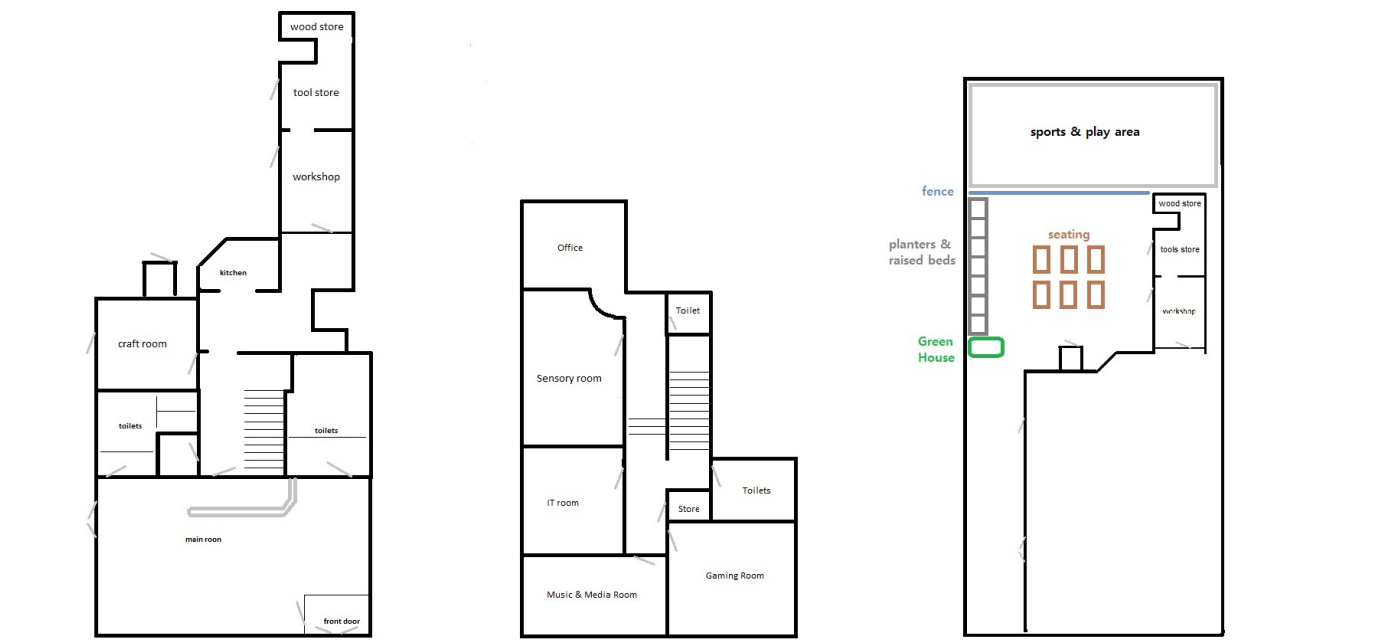 wood store
tool store
workshop
kitchen
craft room
toilets
toilets
main roon
front door
Office
Toilet
Sensory room
IT room
Toilets
Store
Gaming Room
Music & Media Room
sports & play area
fence
wood store
seating
planters &
raised beds
tools store
workshop
Green
House